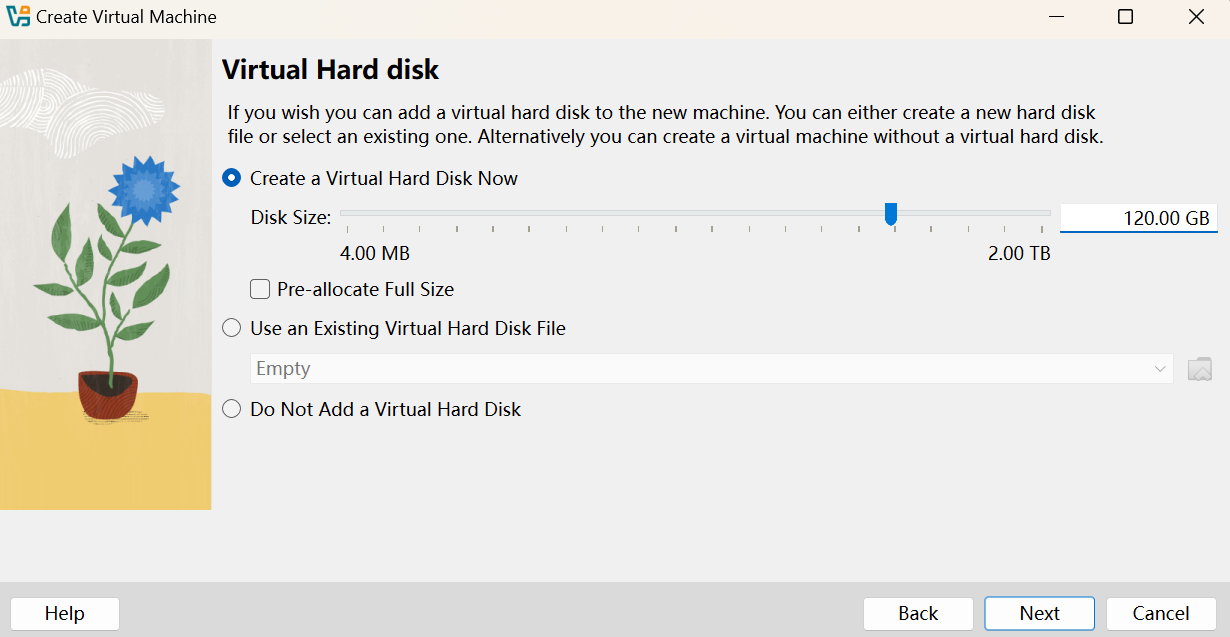 Create Virtual Machine
Virtual Hard disk
If you wish you can add a virtual hard disk to the new machine. You can either create a new hard disk
file or select an existing one. Alternatively you can create a virtual machine without a virtual hard disk.
Create a Virtual Hard Disk Now
Disk Size:
120.00 GB
4.00 MB
2.00 TB
Pre-allocate Full Size
Use an Existing Virtual Hard Disk File
Empty
Do Not Add a Virtual Hard Disk
Help
Back
Next
Cancel